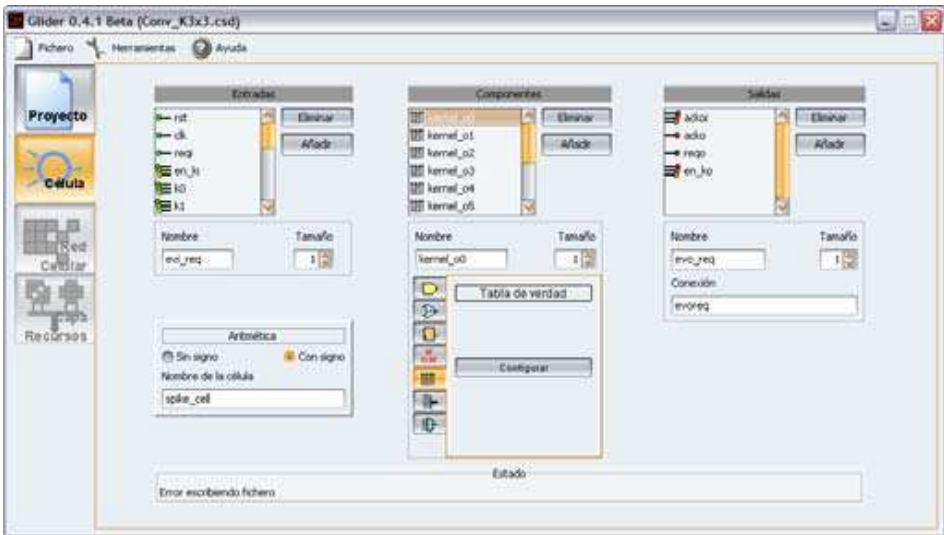 Glider 0.4.1 Beta (Conv_K3x3.csd)
Fichero Herramientas Ayuda
Proyecto
Célula
Red
Celular
Recursos
Entradas
rst
clk
reqi
en_ki
k0
k1
Eliminar
Añadir
Nombre Tamaño
evi_req 1
Aritmética
Sin signo Con signo
Nombre de la célula
spike_cell
Componentes
kernel_o0
kernel_o1
kernel_o2
kernel_o3
kernel_o4
kernel_o5
Eliminar
Añadir
Nombre Tamaño
kernel_o0 1
Tabla de verdad
Configurar
Salidas
acko
reqo
en_ko
Eliminar
Añadir
Nombre Tamaño
evo_req 1
Conexión
evoreq
Estado
Error escribiendo fichero